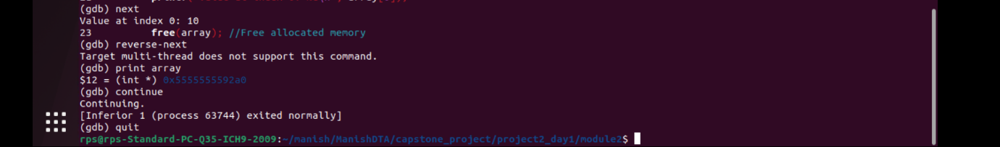 (gdb) next
Value at index 0: 10
23 free(array); //Free allocated memory
(gdb) reverse-next
Target multi-thread does not support this command.
(gdb) print array
$12 = (int *) 0x5555555592a0
(gdb) continue
Continuing.
[Inferior 1 (process 63744) exited normally]
(gdb) quit
rps@rps-Standard-PC-Q35-ICH9-2009:~/manish/ManishDTA/capstone_project/project2_day1/module2$